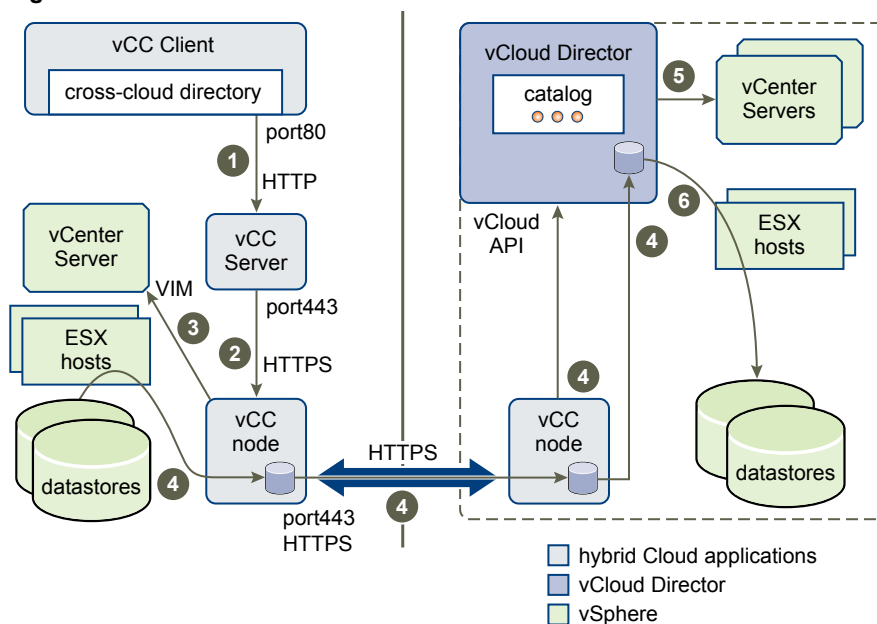 vCC Client
cross-cloud directory
port80
1
HTTP
vCenter
Server
vCC
Server
VIM
port443
ESX
hosts
3
2
HTTPS
vCC
node
datastores
4
HTTPS
4
port443
HTTPS
vCloud Director
catalog
5
vCenter
Servers
6
vCloud
API
4
ESX
hosts
4
vCC
node
datastores
hybrid Cloud applications
vCloud Director
vSphere